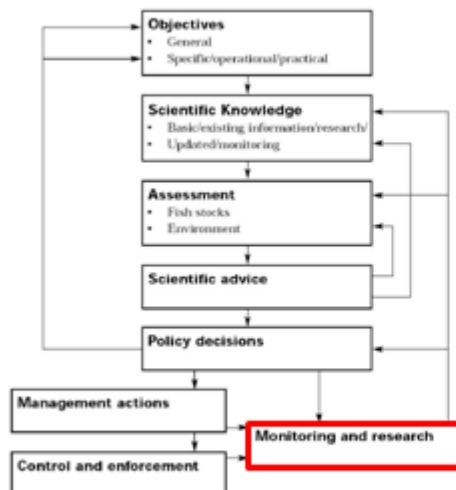 Objectives
• General
• Specific/operational/practical
Scientific Knowledge
• Basic/existing information/research/
• Updated/monitoring
Assessment
• Fish stocks
• Environment
Scientific advice
Policy decisions
Management actions
Monitoring and research
Control and enforcement